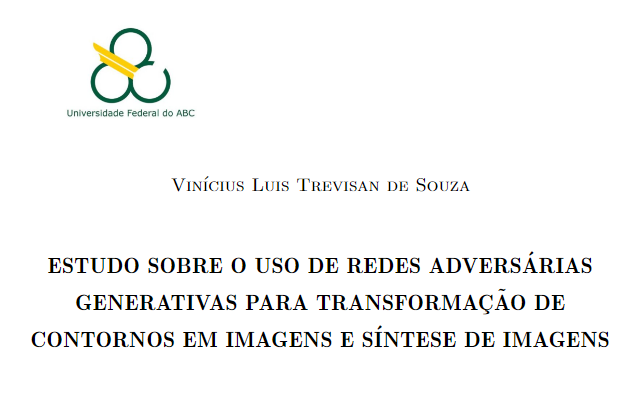 Universidade Federal do ABC
Vinícius Luis Trevisan de Souza
ESTUDO SOBRE O USO DE REDES ADVERSÁRIAS
GENERATIVAS PARA TRANSFORMAÇÃO DE
CONTORNOS EM IMAGENS E SÍNTESE DE IMAGENS